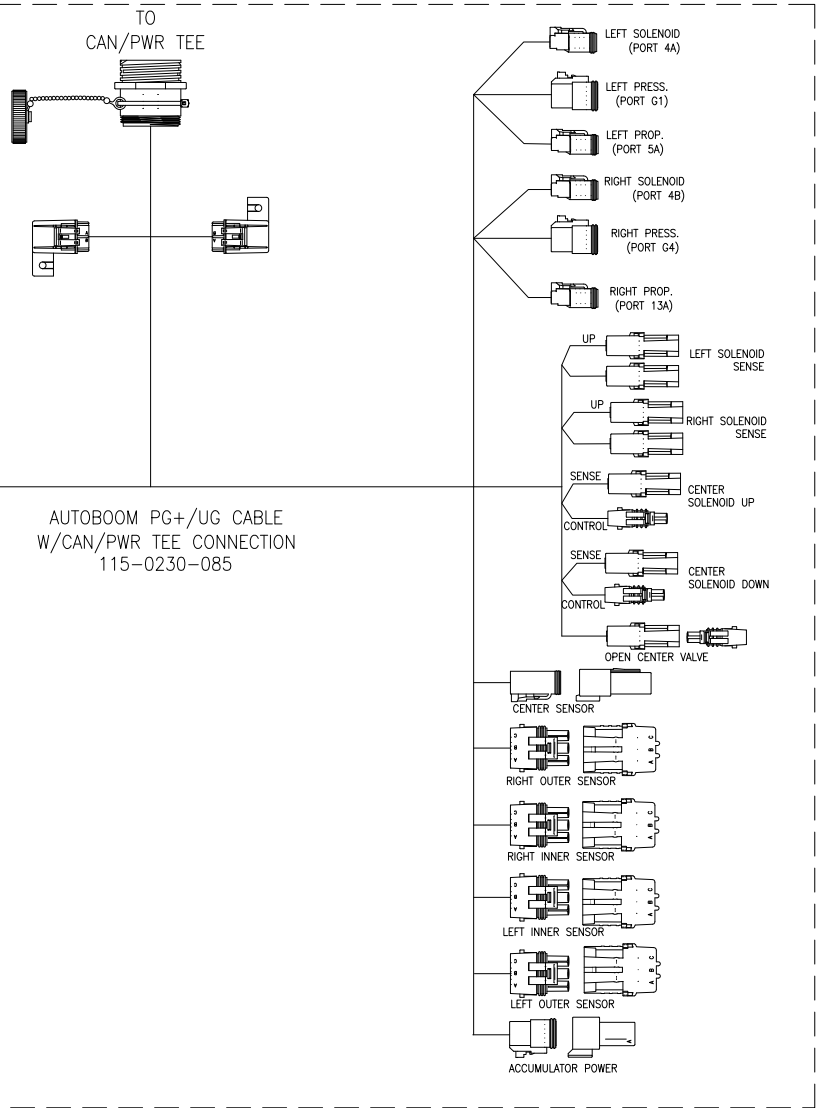 TO
CAN/PWR TEE
AUTOBOOM PG+/UG CABLE
W/CAN/PWR TEE CONNECTION
115-0230-085
LEFT SOLENOID
(PORT 4A)
LEFT PRESS.
(PORT G1)
LEFT PROP.
(PORT 5A)
RIGHT SOLENOID
(PORT 4B)
RIGHT PRESS.
(PORT G4)
RIGHT PROP.
(PORT 13A)
UP
LEFT SOLENOID
SENSE
UP
RIGHT SOLENOID
SENSE
SENSE
CENTER
SOLENOID UP
CONTROL
SENSE
CENTER
SOLENOID DOWN
CONTROL
OPEN CENTER VALVE
CENTER SENSOR
C
B
A
C
B
A
RIGHT OUTER SENSOR
C
B
A
C
B
A
RIGHT INNER SENSOR
C
B
A
C
B
A
LEFT INNER SENSOR
C
B
A
C
B
A
LEFT OUTER SENSOR
A
ACCUMULATOR POWER